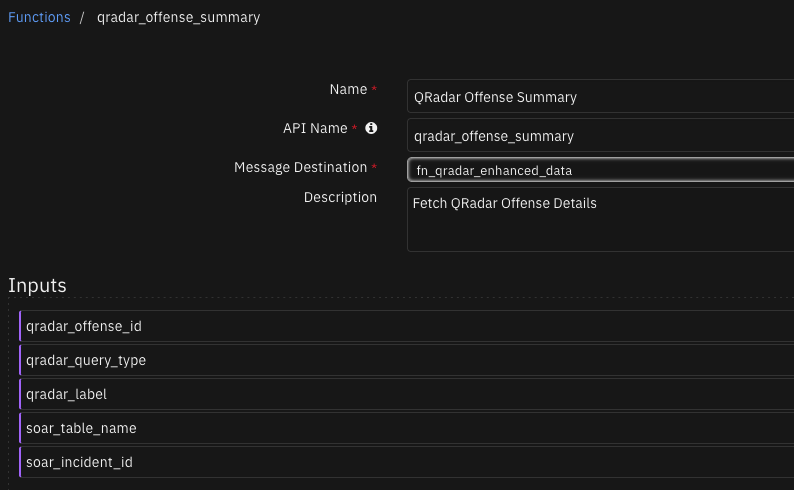 Functions / qradar_offense_summary
Name *
QRadar Offense Summary
API Name *
qradar_offense_summary
Message Destination *
fn_qradar_enhanced_data
Description
Fetch QRadar Offense Details
Inputs
qradar_offense_id
qradar_query_type
qradar_label
soar_table_name
soar_incident_id